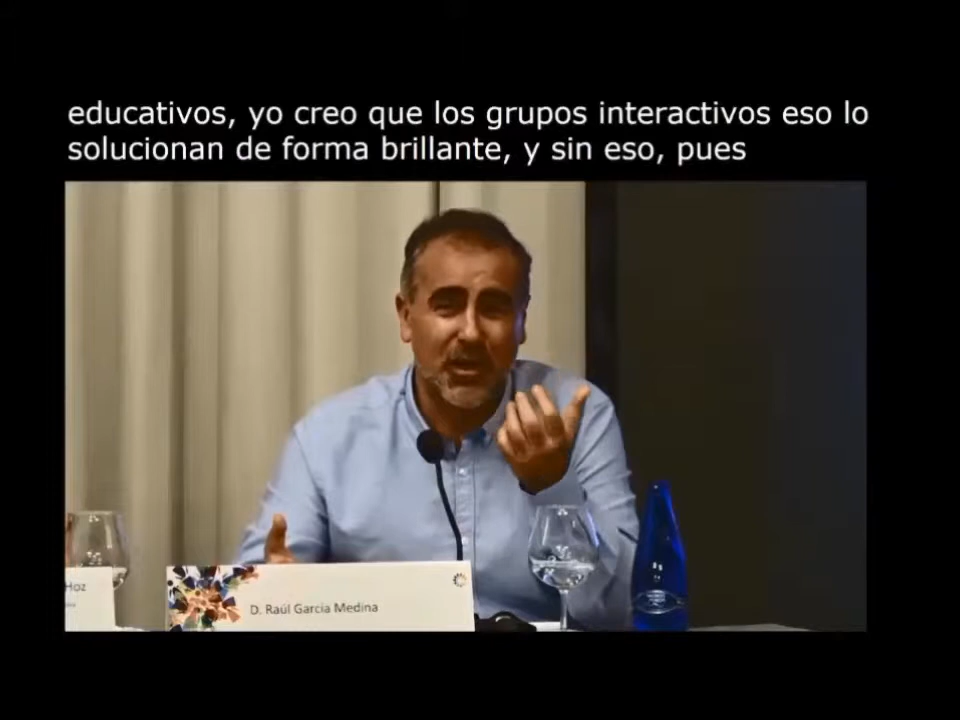 educativos, yo creo que los grupos interactivos eso lo
solucionan de forma brillante, y sin eso, pues
Hoz
D. Raúl García Medina